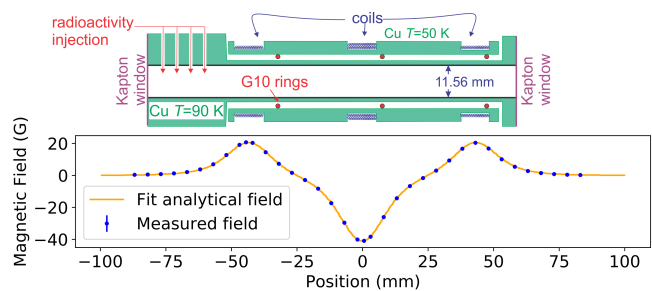 radioactivity
injection
coils
Cu T=50 K
Kapton
window
11.56 mm
G10 rings
Cu T=90 K
Kapton
window
Magnetic Field (G)
20
0
−20
−40
Fit analytical field
Measured field
−100 −75 −50 −25 0 25 50 75 100
Position (mm)